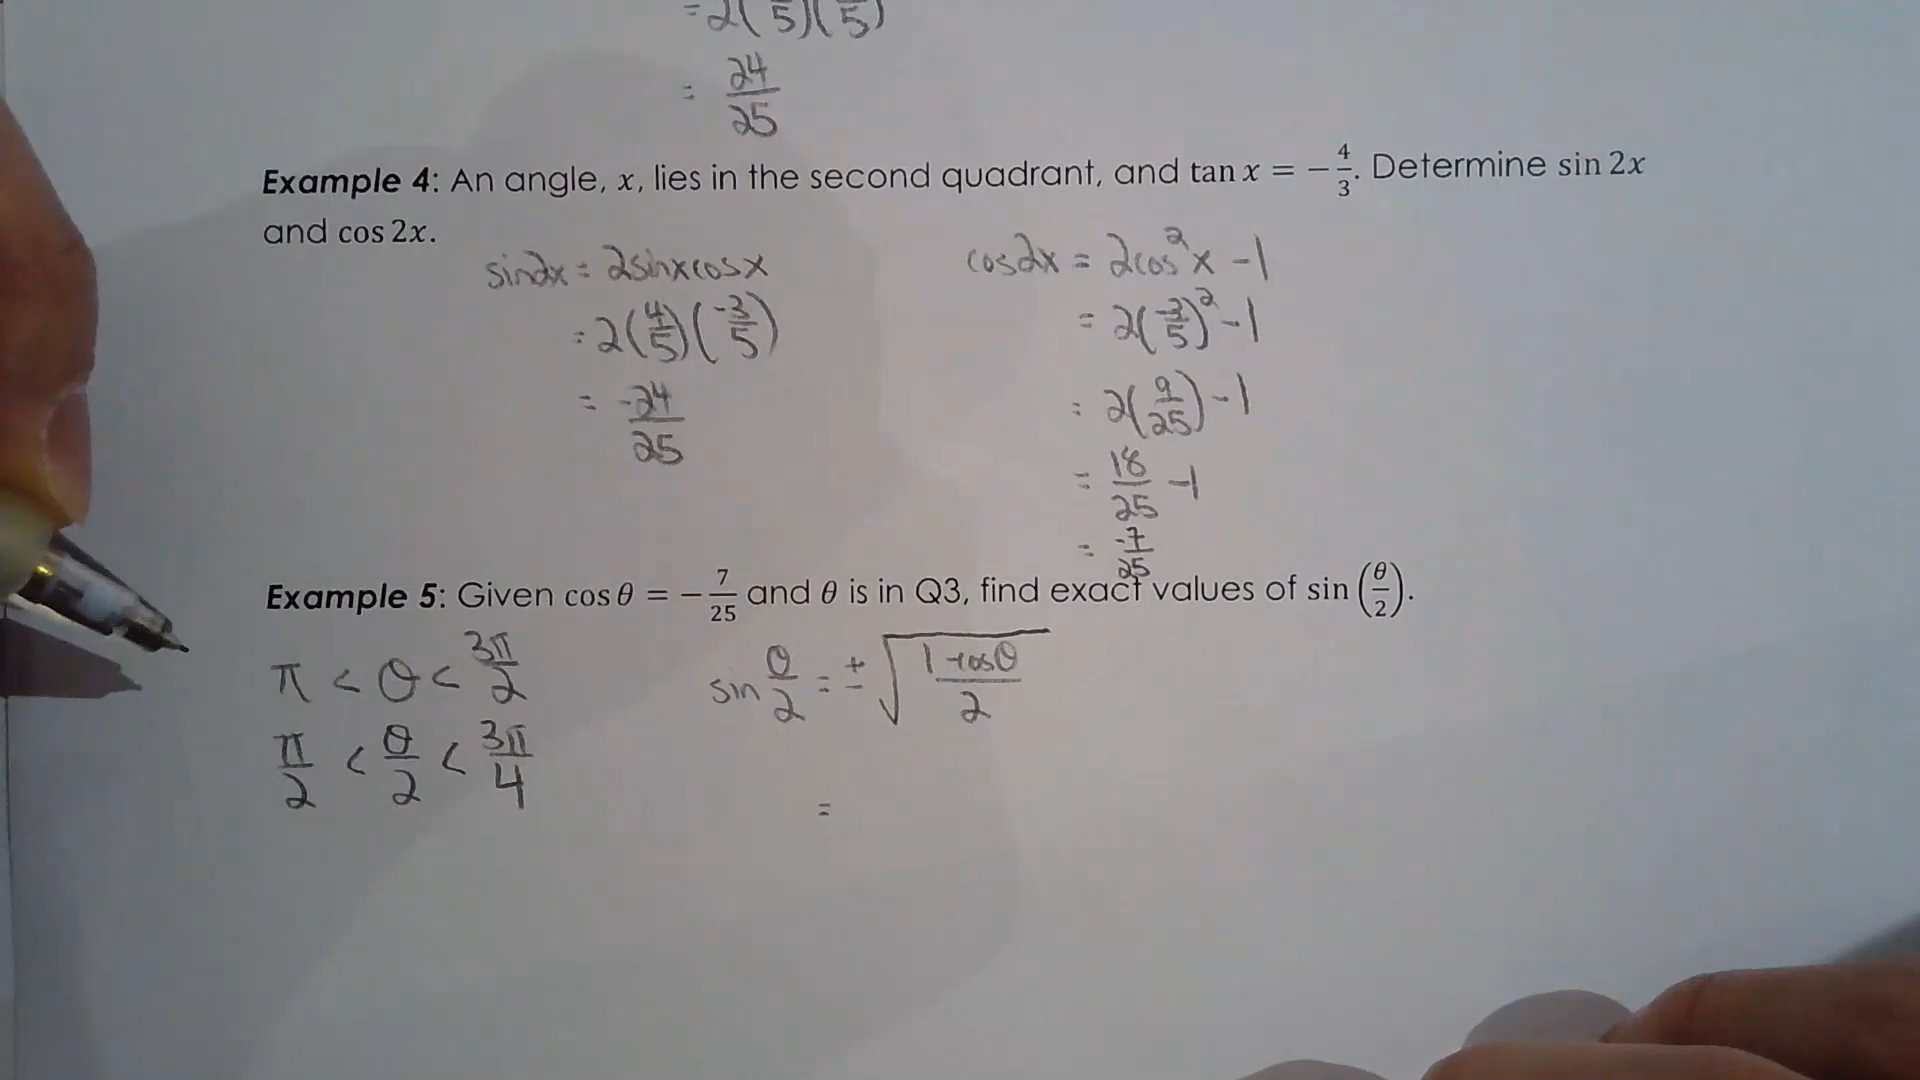 = 2( 5)( 5)
= 24/25
Example 4: An angle, x, lies in the second quadrant, and tan x = −4/3. Determine sin 2x
and cos 2x.
sin2x = 2sinxcosx
= 2(4/5)(-3/5)
= -24/25
cos2x = 2cos²x - 1
= 2(-3/5)² - 1
= 2(9/25) - 1
= 18/25 - 1
= -7/25
Example 5: Given cos θ = −7/25 and θ is in Q3, find exact values of sin (θ/2).
π < θ < 3π/2
π/2 < θ/2 < 3π/4
sin θ/2 = ± √((1-cosθ)/2)
=